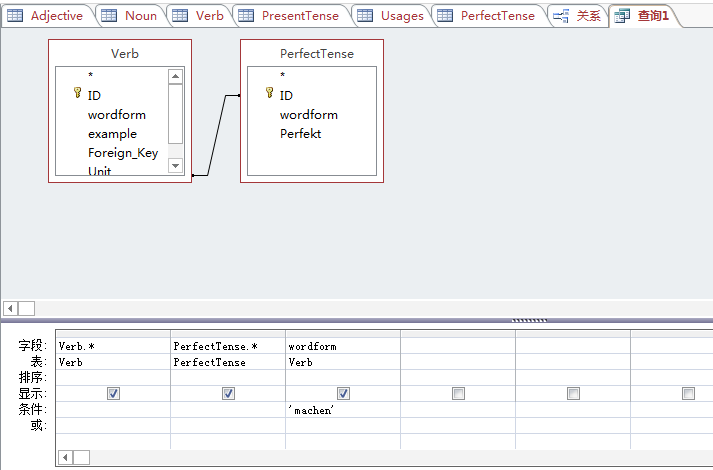 Adjective Noun Verb PresentTense Usages PerfectTense 关系 查询1
Verb
*
ID
wordform
example
Foreign_Key
Unit
PerfectTense
*
ID
wordform
Perfekt
字段: Verb.* PerfectTense.* wordform
表: Verb PerfectTense Verb
排序:
显示:
条件: 'machen'
或: